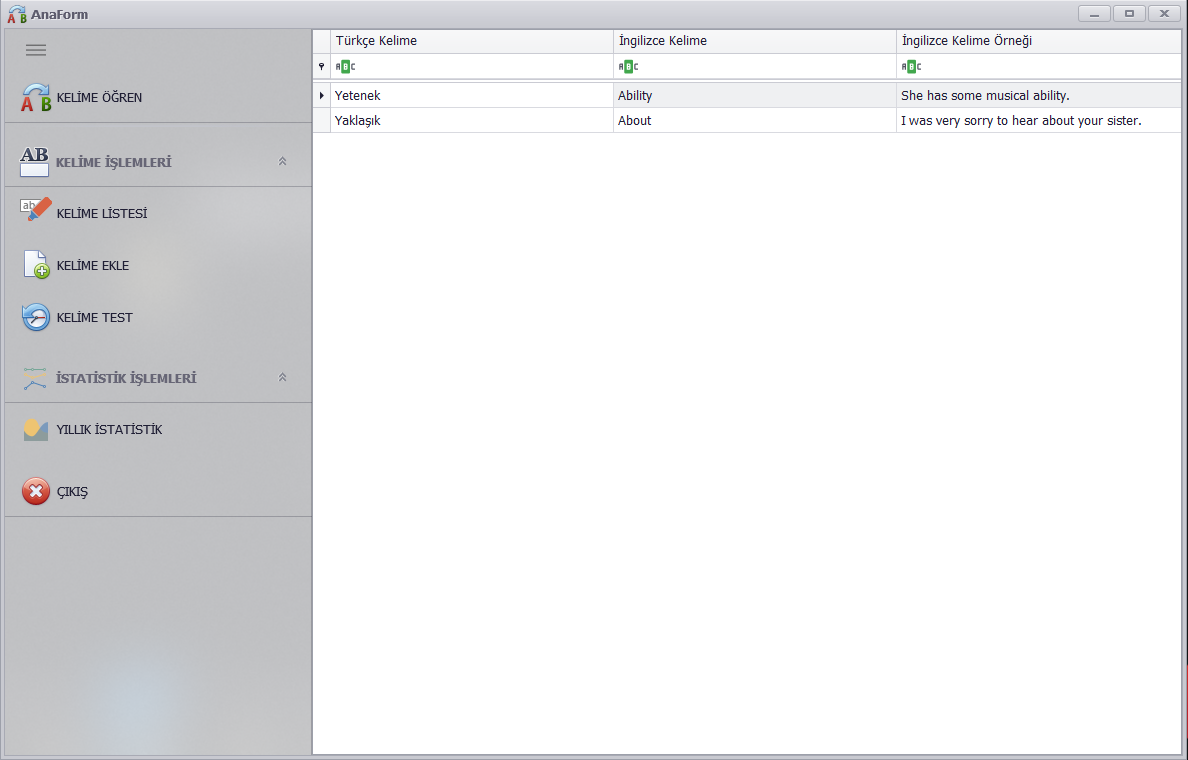 AnaForm
KELİME ÖĞREN
KELİME İŞLEMLERİ
KELİME LİSTESİ
KELİME EKLE
KELİME TEST
İSTATİSTİK İŞLEMLERİ
YILLIK İSTATİSTİK
ÇIKIŞ
Türkçe Kelime İngilizce Kelime İngilizce Kelime Örneği
ABC ABC ABC
Yetenek Ability She has some musical ability.
Yaklaşık About I was very sorry to hear about your sister.